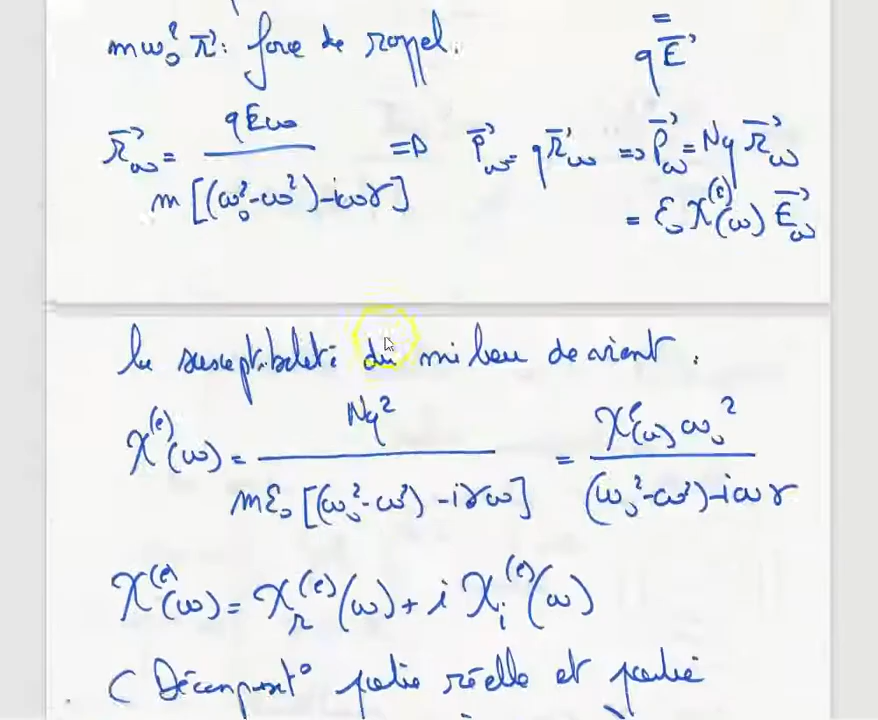 mω₀² r⃗ : force de rappel.
=
qE⃗
r⃗_ω = qE_ω / m[(ω₀²-ω²)-iωγ] => p⃗_ω = q r⃗_ω => P⃗_ω = Nq r⃗_ω
= ε₀ χ^(e)(ω) E⃗_ω
la susceptibilité du milieu devient.
χ^(e)(ω) = Nq² / mε₀[(ω₀²-ω²)-iγω] = χ^e(ω) ω₀² / (ω₀²-ω²)-iωγ
χ^(e)(ω) = χ_r^(e)(ω) + i χ_i^(e)(ω)
( Décomposit° partie réelle et partie